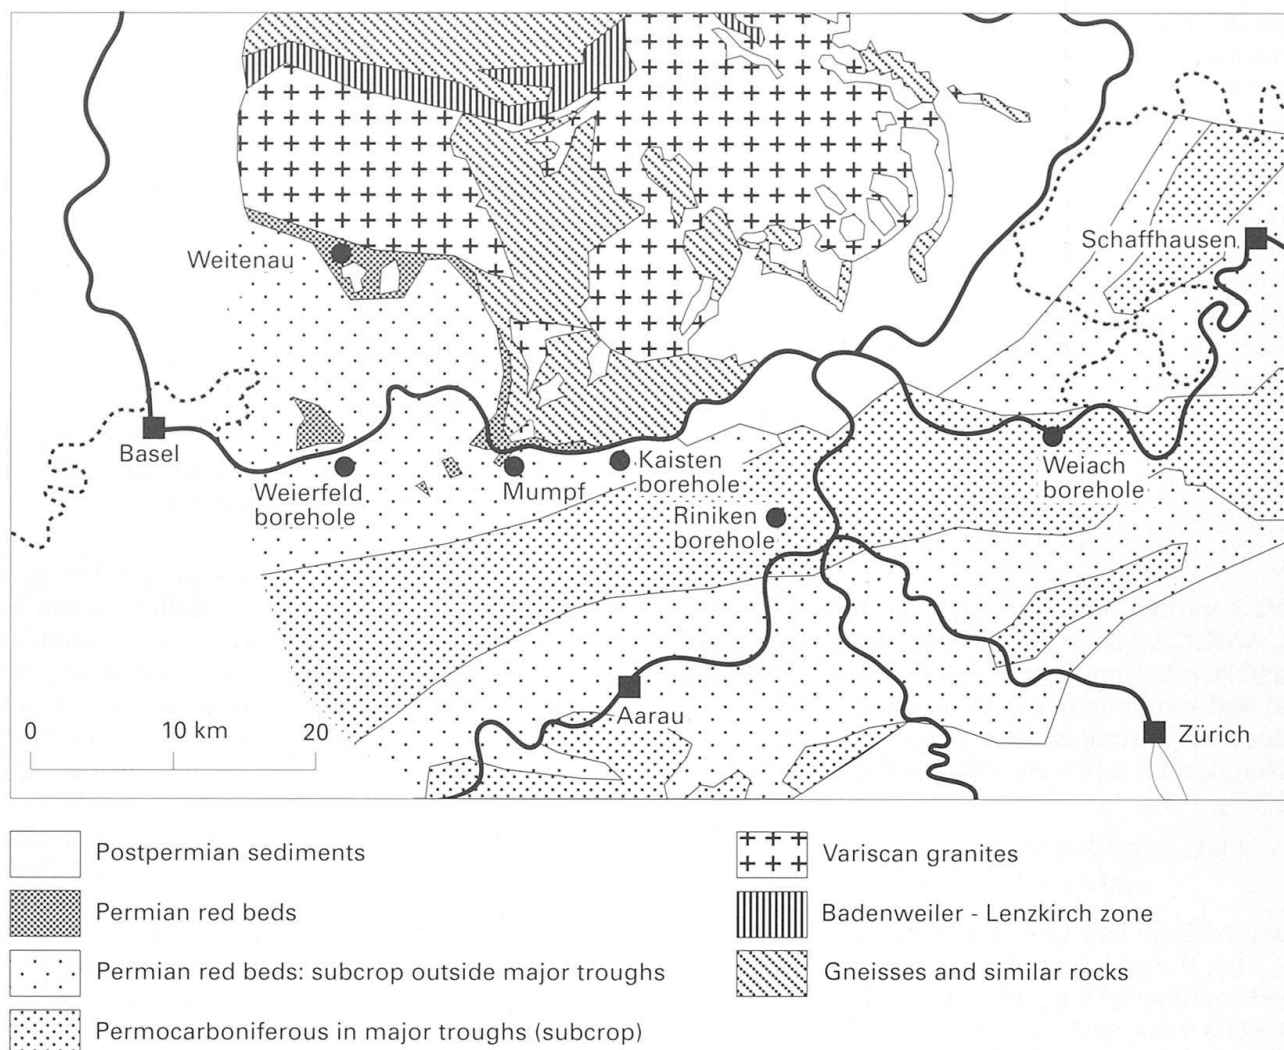 Weitenau
Schaffhausen
Basel
Weierfeld
borehole
Mumpf
Kaisten
borehole
Riniken
borehole
Weiach
borehole
Aarau
Zürich
0 10 km 20
Postpermian sediments
Permian red beds
Permian red beds: subcrop outside major troughs
Permocarboniferous in major troughs (subcrop)
Variscan granites
Badenweiler - Lenzkirch zone
Gneisses and similar rocks